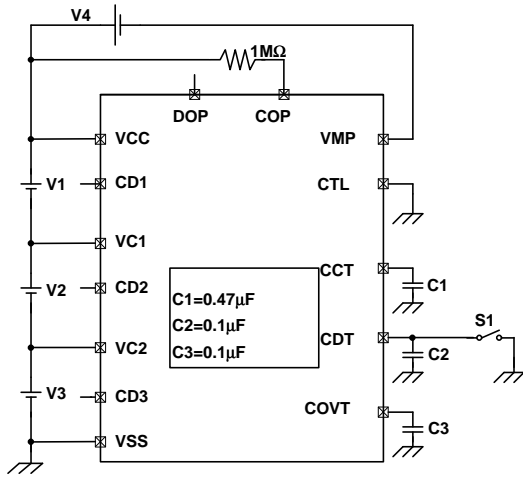 V4
1MΩ
DOP
COP
VCC
VMP
V1
CD1
CTL
VC1
CCT
C1
V2
CD2
C1=0.47µF
C2=0.1µF
C3=0.1µF
S1
CDT
VC2
C2
V3
CD3
COVT
C3
VSS